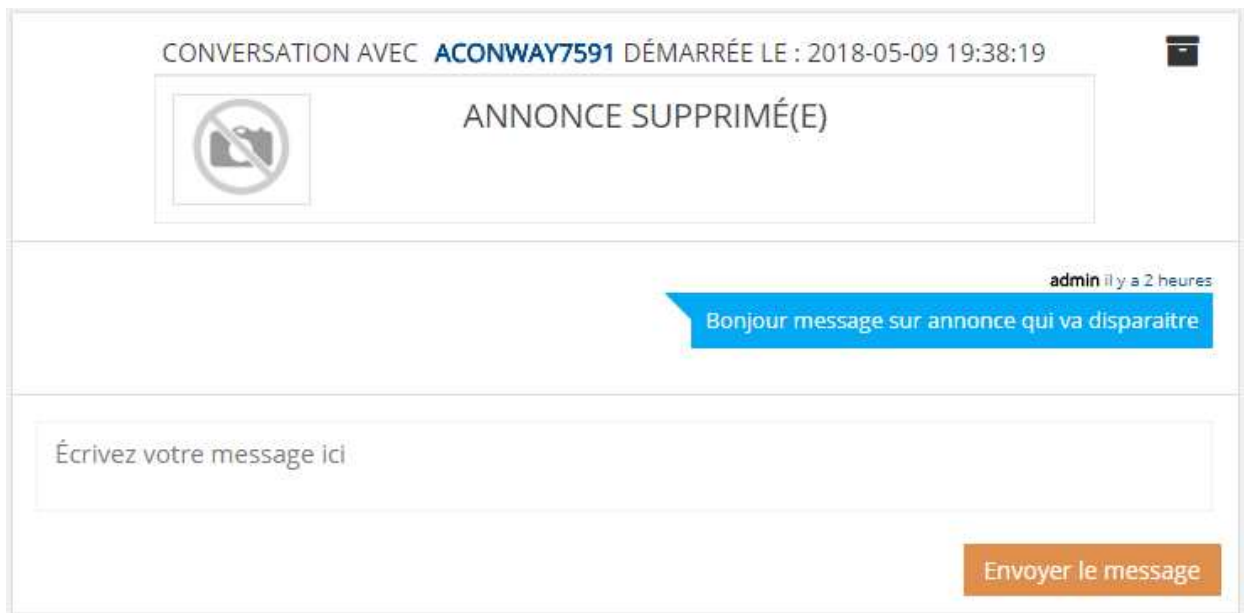 CONVERSATION AVEC ACONWAY7591 DÉMARRÉE LE : 2018-05-09 19:38:19
ANNONCE SUPPRIMÉ(E)
admin il y a 2 heures
Bonjour message sur annonce qui va disparaitre
Écrivez votre message ici
Envoyer le message